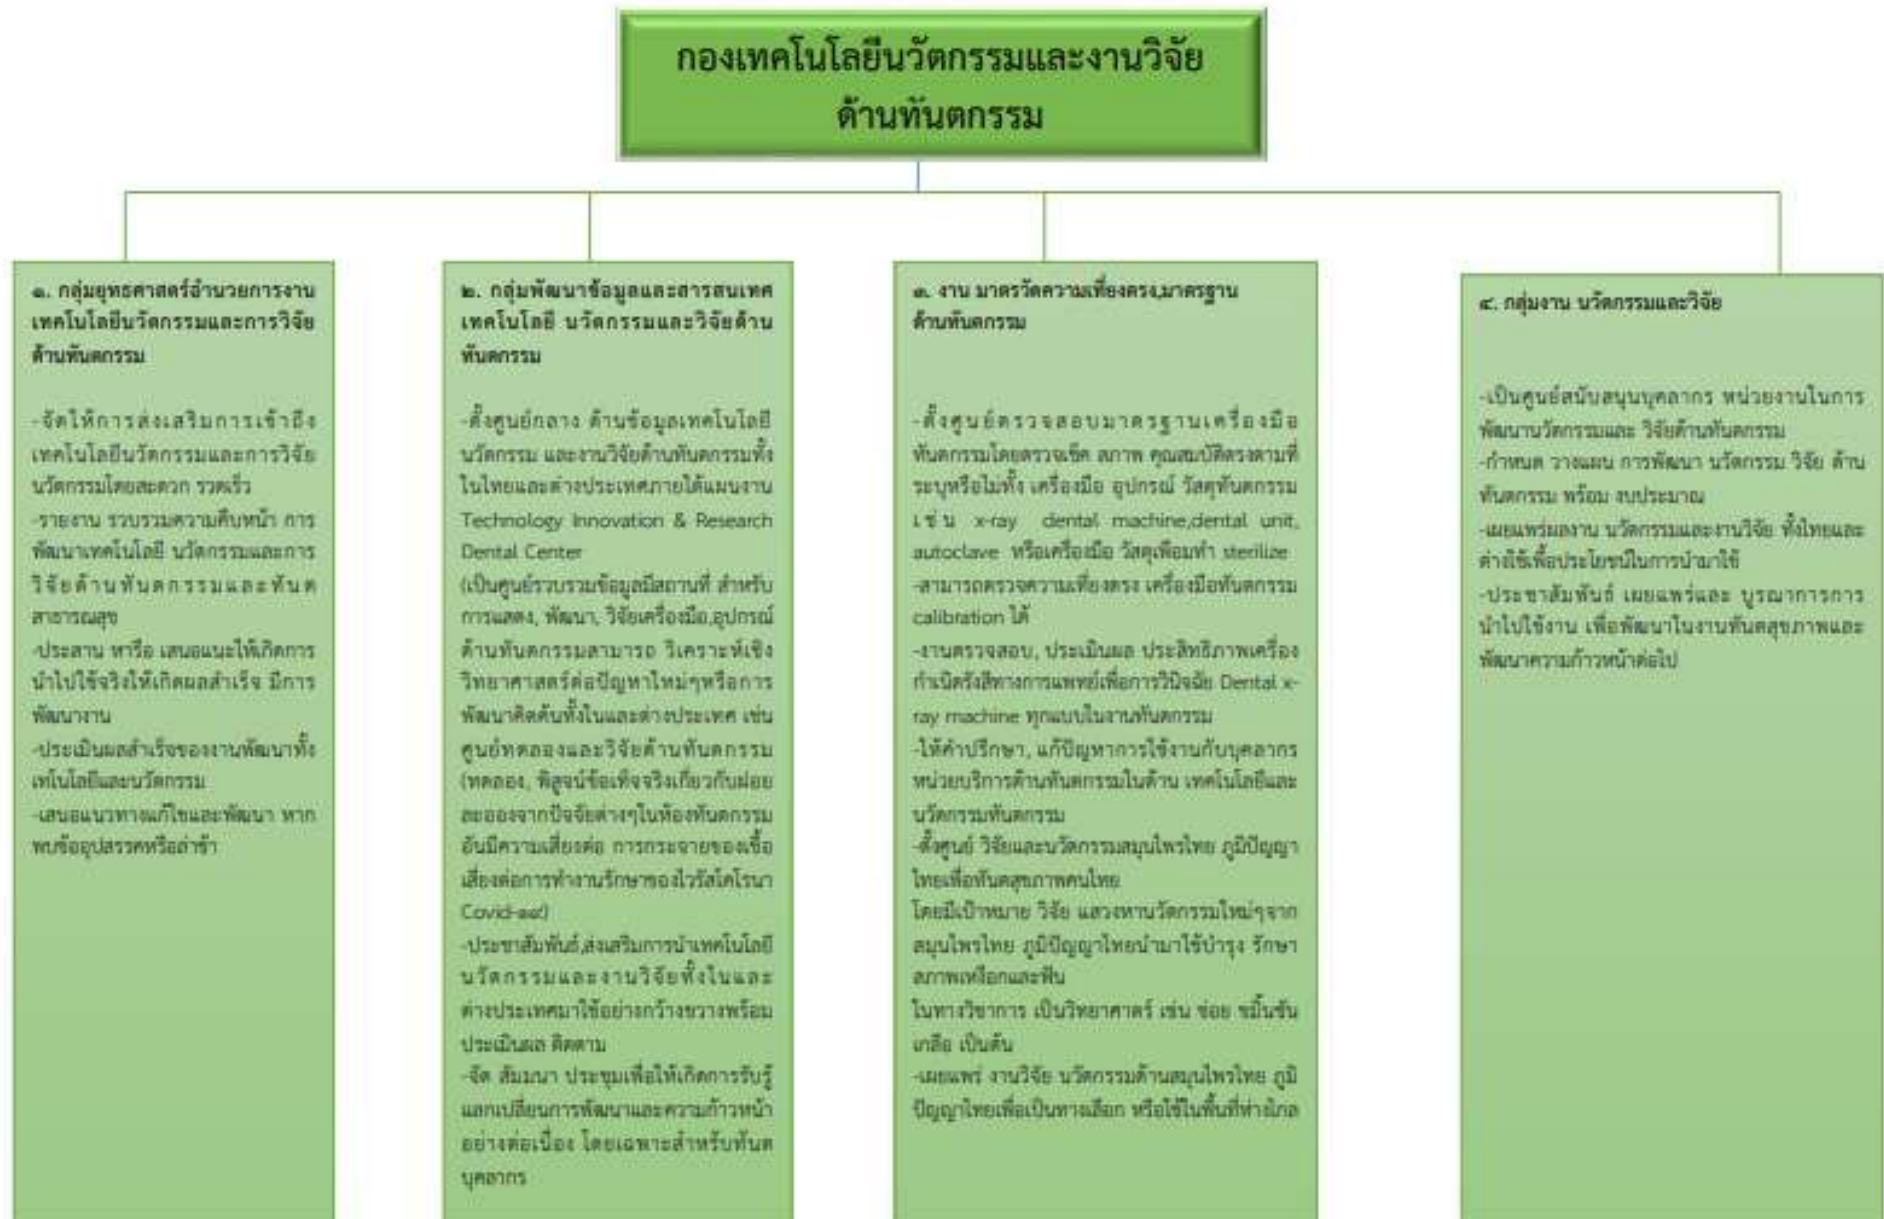 กองเทคโนโลยีนวัตกรรมและงานวิจัย
ด้านทันตกรรม
๑. กลุ่มยุทธศาสตร์อำนวยการงาน
เทคโนโลยีนวัตกรรมและการวิจัย
ด้านทันตกรรม
-จัดให้การส่งเสริมการเข้าถึง
เทคโนโลยีนวัตกรรมและการวิจัย
นวัตกรรมโดยสะดวก รวดเร็ว
-รายงาน รวบรวมความคืบหน้า การ
พัฒนาเทคโนโลยี นวัตกรรมและการ
วิจัยด้านทันตกรรมและทันต
สาธารณสุข
-ประสาน หารือ เสนอแนะให้เกิดการ
นำไปใช้จริงให้เกิดผลสำเร็จ มีการ
พัฒนางาน
-ประเมินผลสำเร็จของงานพัฒนาทั้ง
เทโนโลยีและนวัตกรรม
-เสนอแนวทางแก้ไขและพัฒนา หาก
พบข้ออุปสรรคหรือล่าช้า
๒. กลุ่มพัฒนาข้อมูลและสารสนเทศ
เทคโนโลยี นวัตกรรมและวิจัยด้าน
ทันตกรรม
-ตั้งศูนย์กลาง ด้านข้อมูลเทคโนโลยี
นวัตกรรม และงานวิจัยด้านทันตกรรมทั้ง
ในไทยและต่างประเทศภายใต้แผนงาน
Technology Innovation & Research
Dental Center
(เป็นศูนย์รวบรวมข้อมูลมีสถานที่ สำหรับ
การแสดง, พัฒนา, วิจัยเครื่องมือ,อุปกรณ์
ด้านทันตกรรมสามารถ วิเคราะห์เชิง
วิทยาศาสตร์ต่อปัญหาใหม่ๆหรือการ
พัฒนาคิดค้นทั้งในและต่างประเทศ เช่น
ศูนย์ทดลองและวิจัยด้านทันตกรรม
(ทดลอง, พิสูจน์ข้อเท็จจริงเกี่ยวกับฝอย
ละอองจากปัจจัยต่างๆในห้องทันตกรรม
อันมีความเสี่ยงต่อ การกระจายของเชื้อ
เสี่ยงต่อการทำงานรักษาของไวรัสโคโรนา
Covid-๑๙)
-ประชาสัมพันธ์,ส่งเสริมการนำเทคโนโลยี
นวัตกรรมและงานวิจัยทั้งในและ
ต่างประเทศมาใช้อย่างกว้างขวางพร้อม
ประเมินผล ติดตาม
-จัด สัมมนา ประชุมเพื่อให้เกิดการรับรู้
แลกเปลี่ยนการพัฒนาและความก้าวหน้า
อย่างต่อเนื่อง โดยเฉพาะสำหรับทันต
บุคลากร
๓. งาน มาตรวัดความเที่ยงตรง,มาตรฐาน
ด้านทันตกรรม
-ตั้งศูนย์ตรวจสอบมาตรฐานเครื่องมือ
ทันตกรรมโดยตรวจเช็ค สภาพ คุณสมบัติตรงตามที่
ระบุหรือไม่ทั้ง เครื่องมือ อุปกรณ์ วัสดุทันตกรรม
เช่น x-ray dental machine,dental unit,
autoclave หรือเครื่องมือ วัสดุเพื่อมทำ sterilize
-สามารถตรวจความเที่ยงตรง เครื่องมือทันตกรรม
calibration ได้
-งานตรวจสอบ, ประเมินผล ประสิทธิภาพเครื่อง
กำเนิดรังสีทางการแพทย์เพื่อการวินิจฉัย Dental x-
ray machine ทุกแบบในงานทันตกรรม
-ให้คำปรึกษา, แก้ปัญหาการใช้งานกับบุคลากร
หน่วยบริการด้านทันตกรรมในด้าน เทคโนโลยีและ
นวัตกรรมทันตกรรม
-ตั้งศูนย์ วิจัยและนวัตกรรมสมุนไพรไทย ภูมิปัญญา
ไทยเพื่อทันตสุขภาพคนไทย
โดยมีเป้าหมาย วิจัย แสวงหานวัตกรรมใหม่ๆจาก
สมุนไพรไทย ภูมิปัญญาไทยนำมาใช้บำรุง รักษา
สภาพเหงือกและฟัน
ในทางวิชาการ เป็นวิทยาศาตร์ เช่น ข่อย ขมิ้นชัน
เกลือ เป็นต้น
-เผยแพร่ งานวิจัย นวัตกรรมด้านสมุนไพรไทย ภูมิ
ปัญญาไทยเพื่อเป็นทางเลือก หรือใช้ในพื้นที่ห่างไกล
๔. กลุ่มงาน นวัตกรรมและวิจัย
-เป็นศูนย์สนับสนุนบุคลากร หน่วยงานในการ
พัฒนานวัตกรรมและ วิจัยด้านทันตกรรม
-กำหนด วางแผน การพัฒนา นวัตกรรม วิจัย ด้าน
ทันตกรรม พร้อม งบประมาณ
-เผยแพร่ผลงาน นวัตกรรมและงานวิจัย ทั้งไทยและ
ต่างใช้เพื่อประโยชน์ในการนำมาใช้
-ประชาสัมพันธ์ เผยแพร่และ บูรณาการการ
นำไปใช้งาน เพื่อพัฒนาในงานทันตสุขภาพและ
พัฒนาความก้าวหน้าต่อไป